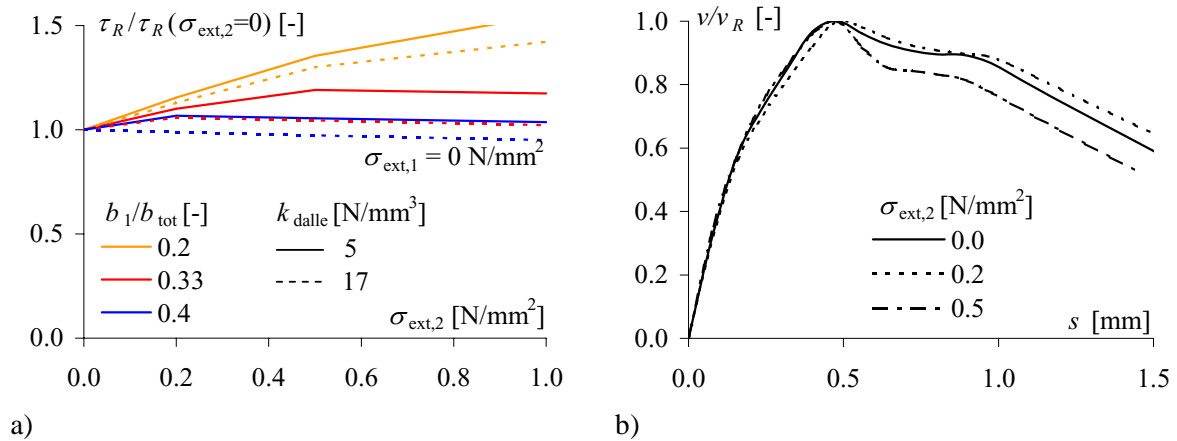 τR/τR(σext,2=0) [-]
1.5
1.0
0.5
0.0
σext,1 = 0 N/mm²
b1/btot [-]
kdalle [N/mm³]
0.2
5
0.33
17
0.4
σext,2 [N/mm²]
0.0 0.2 0.4 0.6 0.8 1.0
a)
v/vR [-]
1.0
0.8
0.6
0.4
0.2
0.0
σext,2 [N/mm²]
0.0
0.2
0.5
s [mm]
0.0 0.5 1.0 1.5
b)